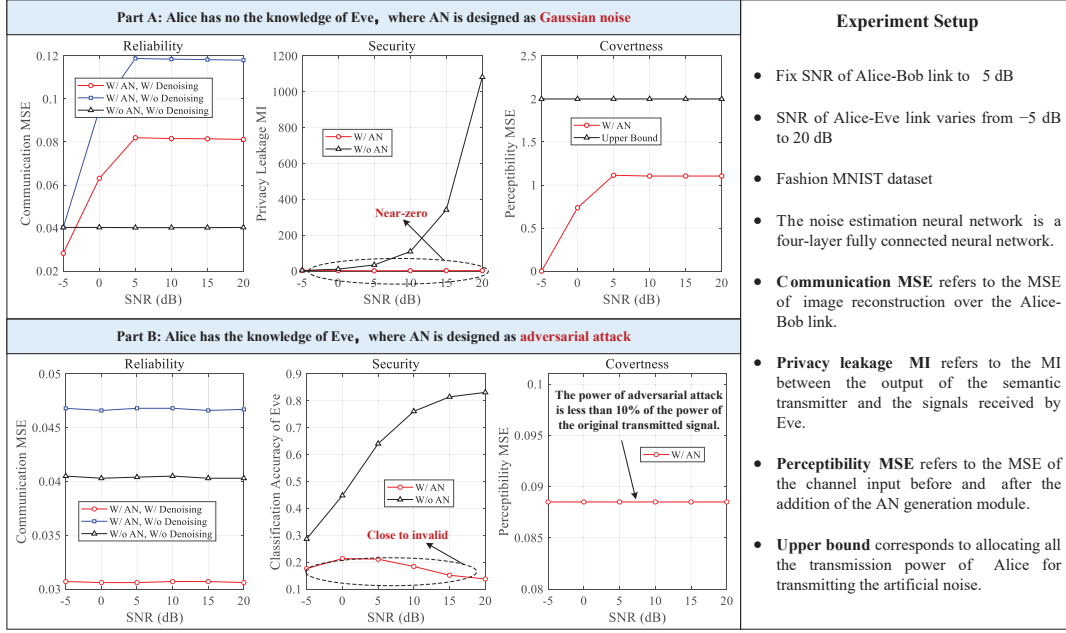 Part A: Alice has no the knowledge of Eve, where AN is designed as Gaussian noise
Reliability
Communication MSE
0.12
0.1
0.08
0.06
0.04
0.02
W/ AN, W/ Denoising
W/ AN, W/o Denoising
W/o AN, W/o Denoising
-5 0 5 10 15 20
SNR (dB)
Security
Privacy Leakage MI
1200
1000
800
600
400
200
0
W/ AN
W/o AN
Near-zero
-5 0 5 10 15 20
SNR (dB)
Covertness
Perceptibility MSE
2.5
2
1.5
1
0.5
0
W/ AN
Upper Bound
-5 0 5 10 15 20
SNR (dB)
Part B: Alice has the knowledge of Eve, where AN is designed as adversarial attack
Reliability
Communication MSE
0.05
0.045
0.04
0.035
0.03
W/ AN, W/ Denoising
W/ AN, W/o Denoising
W/o AN, W/o Denoising
-5 0 5 10 15 20
SNR (dB)
Security
Classification Accuracy of Eve
0.9
0.8
0.7
0.6
0.5
0.4
0.3
0.2
0.1
W/ AN
W/o AN
Close to invalid
-5 0 5 10 15 20
SNR (dB)
Covertness
Perceptibility MSE
0.1
0.095
0.09
0.085
0.08
The power of adversarial attack
is less than 10% of the power of
the original transmitted signal.
W/ AN
-5 0 5 10 15 20
SNR (dB)
Experiment Setup
• Fix SNR of Alice-Bob link to 5 dB
• SNR of Alice-Eve link varies from −5 dB
to 20 dB
• Fashion MNIST dataset
• The noise estimation neural network is a
four-layer fully connected neural network.
• Communication MSE refers to the MSE
of image reconstruction over the Alice-
Bob link.
• Privacy leakage MI refers to the MI
between the output of the semantic
transmitter and the signals received by
Eve.
• Perceptibility MSE refers to the MSE of
the channel input before and after the
addition of the AN generation module.
• Upper bound corresponds to allocating all
the transmission power of Alice for
transmitting the artificial noise.